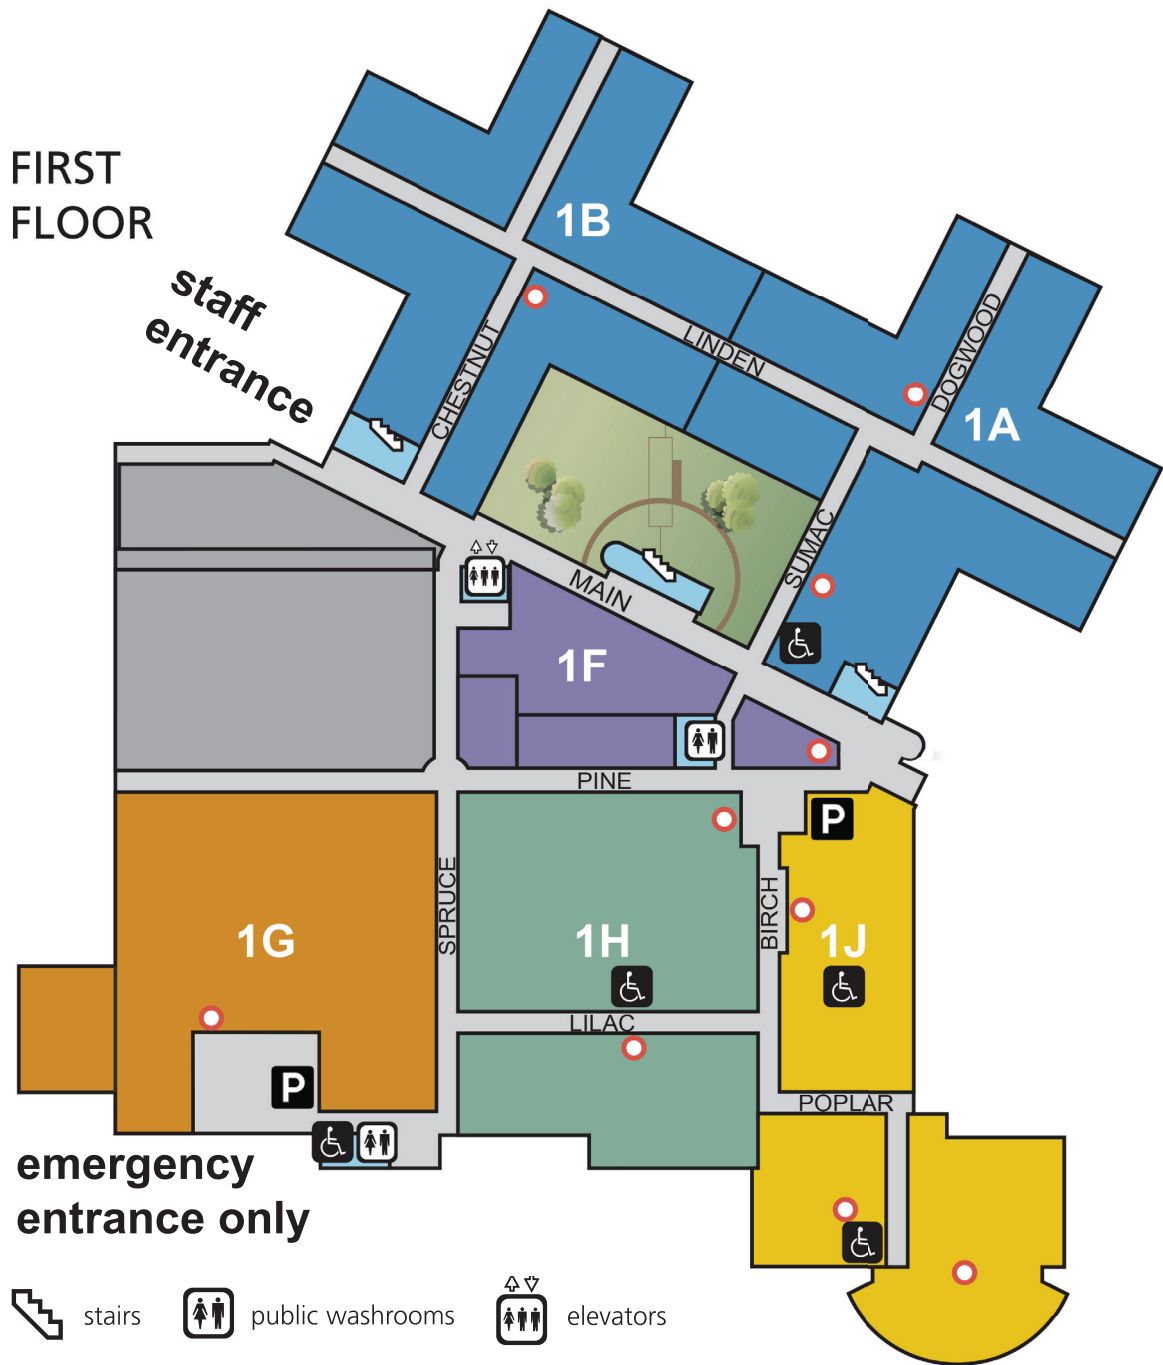 FIRST
FLOOR
1B
staff
entrance
LINDEN
DOGWOOD
CHESTNUT
1A
SUMAC
MAIN
1F
PINE
P
SPRUCE
BIRCH
1G
1H
1J
LILAC
P
POPLAR
emergency
entrance only
stairs
public washrooms
elevators